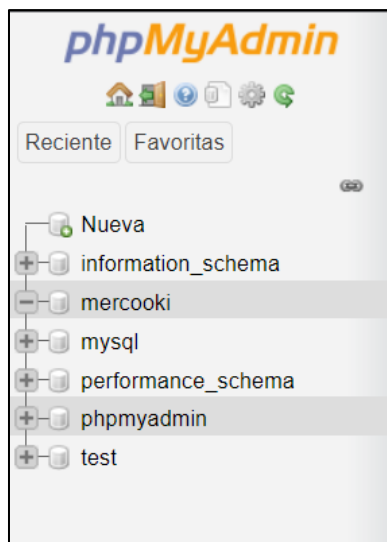 phpMyAdmin
Reciente Favoritas
Nueva
information_schema
mercooki
mysql
performance_schema
phpmyadmin
test